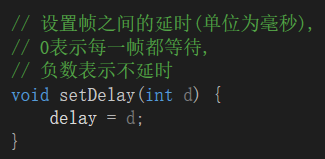 // 设置帧之间的延时(单位为毫秒),
// 0表示每一帧都等待,
// 负数表示不延时
void setDelay(int d) {
    delay = d;
}